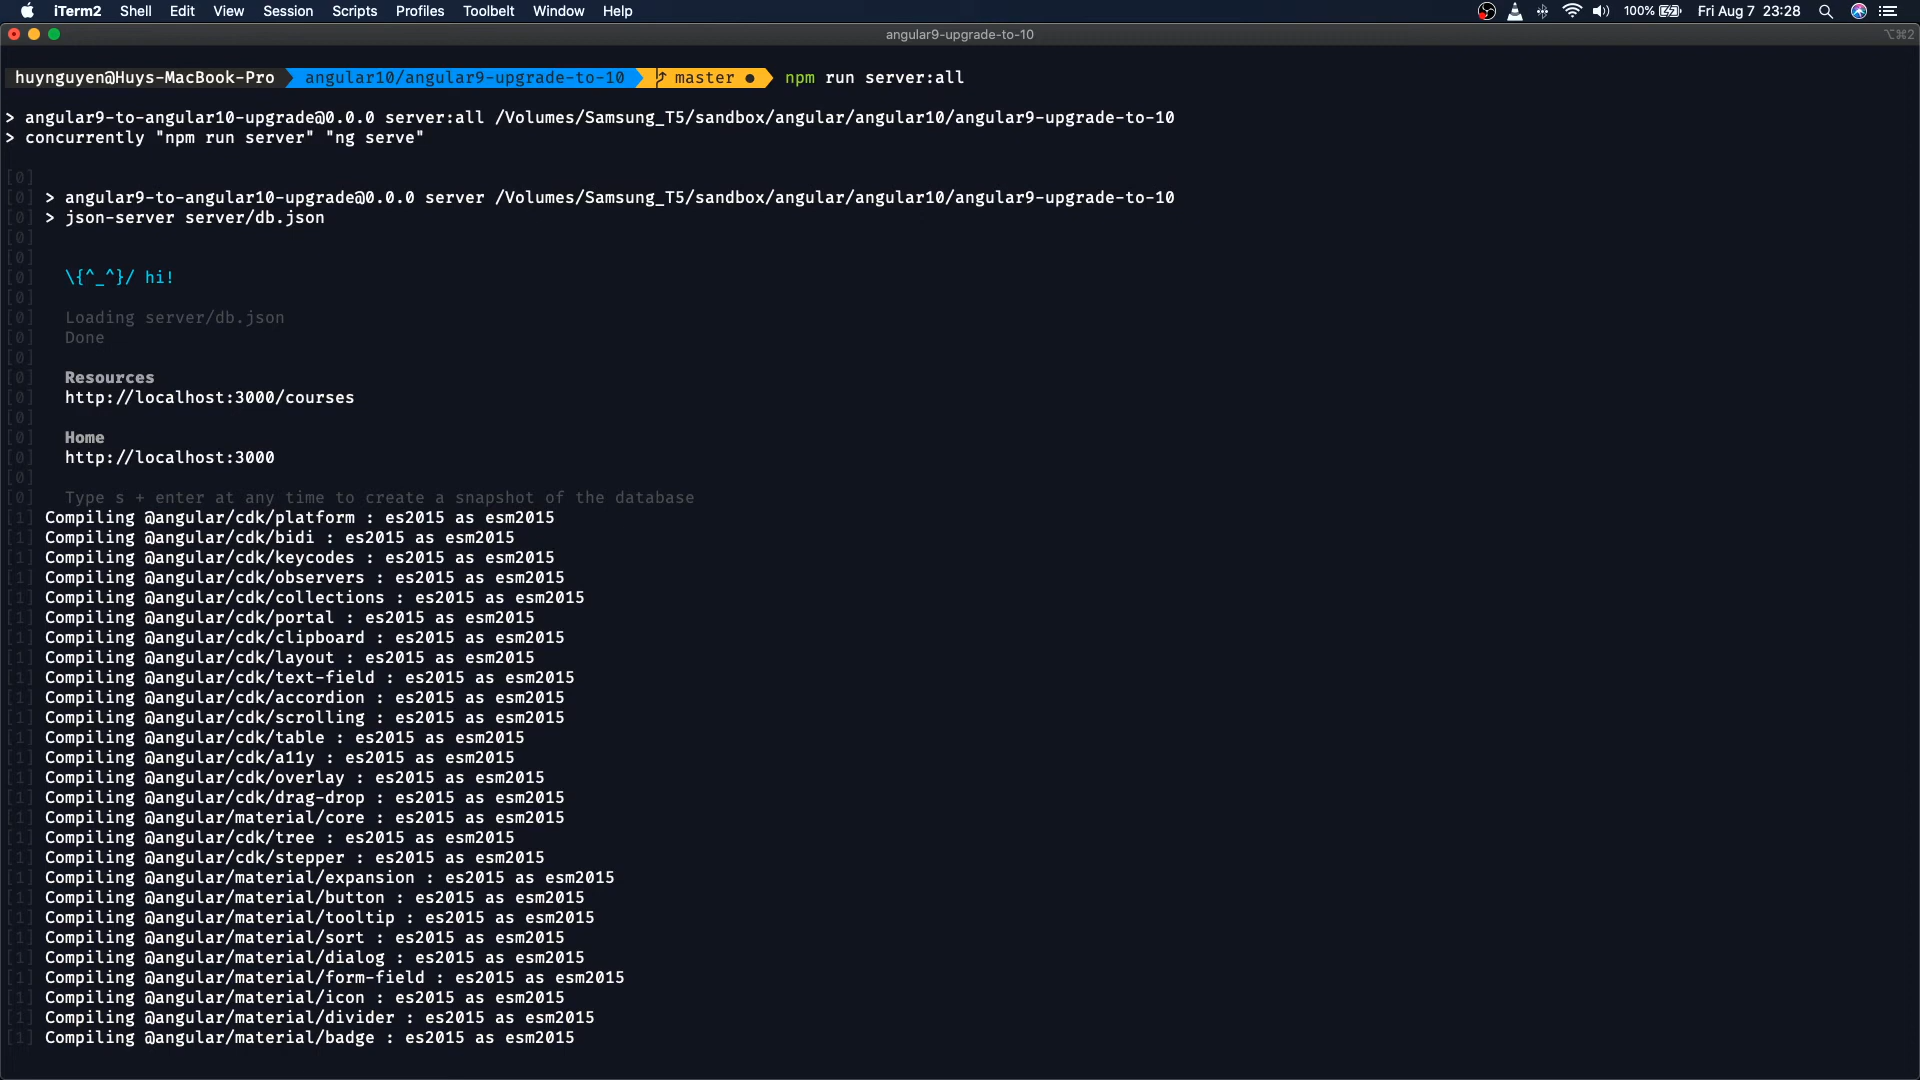 iTerm2 Shell Edit View Session Scripts Profiles Toolbelt Window Help 100% Fri Aug 7 23:28
angular9-upgrade-to-10 ⌥⌘2
huynguyen@Huys-MacBook-Pro angular10/angular9-upgrade-to-10 master ● npm run server:all
> angular9-to-angular10-upgrade@0.0.0 server:all /Volumes/Samsung_T5/sandbox/angular/angular10/angular9-upgrade-to-10
> concurrently "npm run server" "ng serve"
[0]
[0] > angular9-to-angular10-upgrade@0.0.0 server /Volumes/Samsung_T5/sandbox/angular/angular10/angular9-upgrade-to-10
[0] > json-server server/db.json
[0]
[0]
[0] \{^_^}/ hi!
[0]
[0] Loading server/db.json
[0] Done
[0]
[0] Resources
[0] http://localhost:3000/courses
[0]
[0] Home
[0] http://localhost:3000
[0]
[0] Type s + enter at any time to create a snapshot of the database
[1] Compiling @angular/cdk/platform : es2015 as esm2015
[1] Compiling @angular/cdk/bidi : es2015 as esm2015
[1] Compiling @angular/cdk/keycodes : es2015 as esm2015
[1] Compiling @angular/cdk/observers : es2015 as esm2015
[1] Compiling @angular/cdk/collections : es2015 as esm2015
[1] Compiling @angular/cdk/portal : es2015 as esm2015
[1] Compiling @angular/cdk/clipboard : es2015 as esm2015
[1] Compiling @angular/cdk/layout : es2015 as esm2015
[1] Compiling @angular/cdk/text-field : es2015 as esm2015
[1] Compiling @angular/cdk/accordion : es2015 as esm2015
[1] Compiling @angular/cdk/scrolling : es2015 as esm2015
[1] Compiling @angular/cdk/table : es2015 as esm2015
[1] Compiling @angular/cdk/a11y : es2015 as esm2015
[1] Compiling @angular/cdk/overlay : es2015 as esm2015
[1] Compiling @angular/cdk/drag-drop : es2015 as esm2015
[1] Compiling @angular/material/core : es2015 as esm2015
[1] Compiling @angular/cdk/tree : es2015 as esm2015
[1] Compiling @angular/cdk/stepper : es2015 as esm2015
[1] Compiling @angular/material/expansion : es2015 as esm2015
[1] Compiling @angular/material/button : es2015 as esm2015
[1] Compiling @angular/material/tooltip : es2015 as esm2015
[1] Compiling @angular/material/sort : es2015 as esm2015
[1] Compiling @angular/material/dialog : es2015 as esm2015
[1] Compiling @angular/material/form-field : es2015 as esm2015
[1] Compiling @angular/material/icon : es2015 as esm2015
[1] Compiling @angular/material/divider : es2015 as esm2015
[1] Compiling @angular/material/badge : es2015 as esm2015